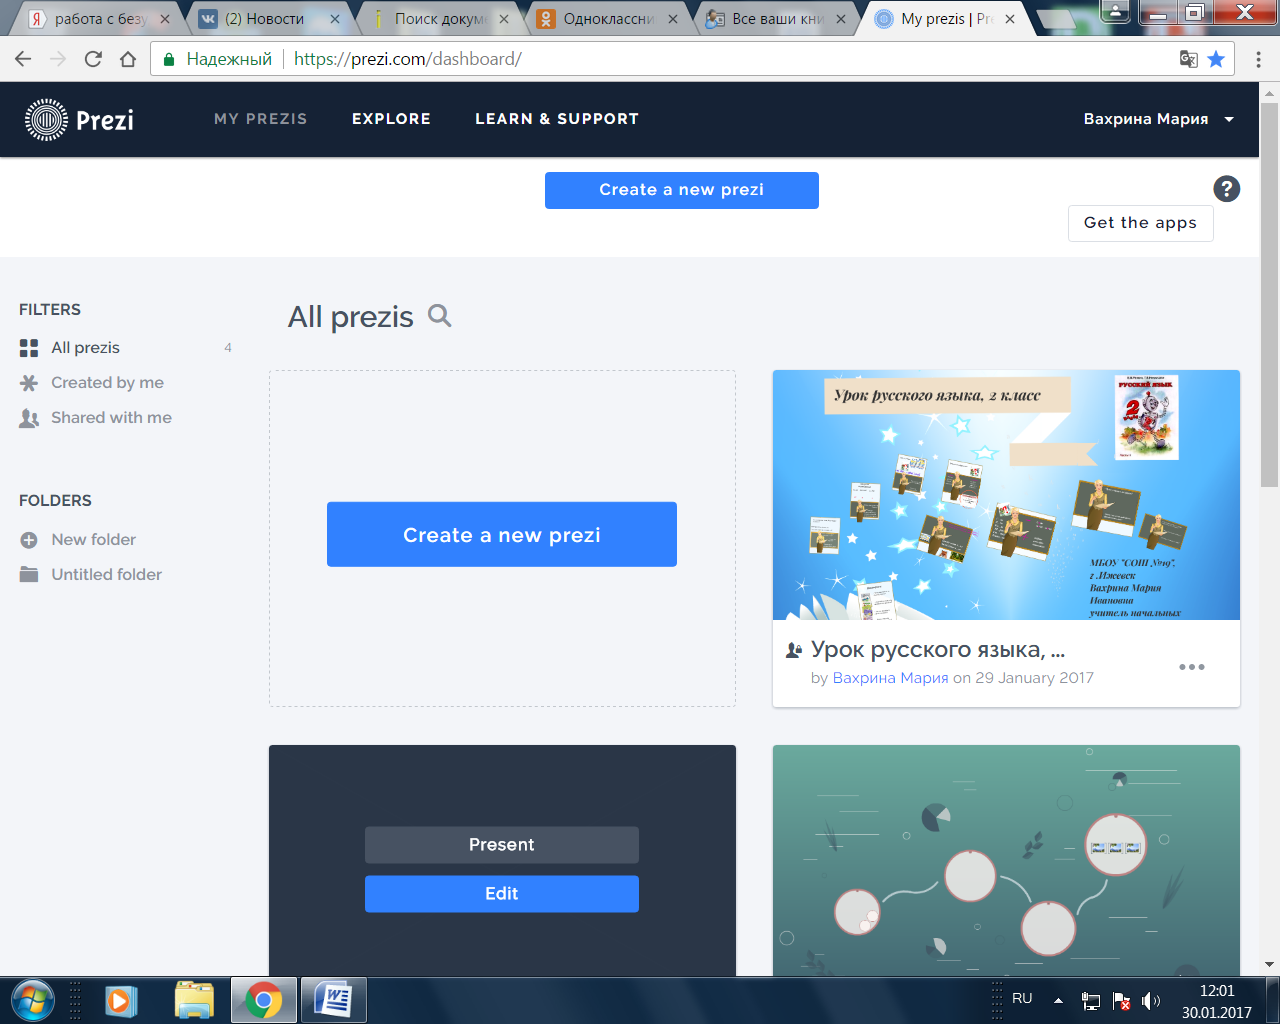 работа с безу
(2) Новости
Поиск докум
Одноклассни
Все ваши кни
My prezis | Pre
Надежный
https://prezi.com/dashboard/
Prezi
MY PREZIS
EXPLORE
LEARN & SUPPORT
Вахрина Мария
Create a new prezi
?
Get the apps
FILTERS
All prezis
4
Created by me
Shared with me
FOLDERS
New folder
Untitled folder
All prezis
Create a new prezi
Урок русского языка, 2 класс
РУССКИЙ ЯЗЫК
2
МБОУ "СОШ №19",
г .Ижевск
Вахрина Мария
Ивановна
учитель начальных
Урок русского языка, ...
by Вахрина Мария on 29 January 2017
Present
Edit
RU
12:01
30.01.2017